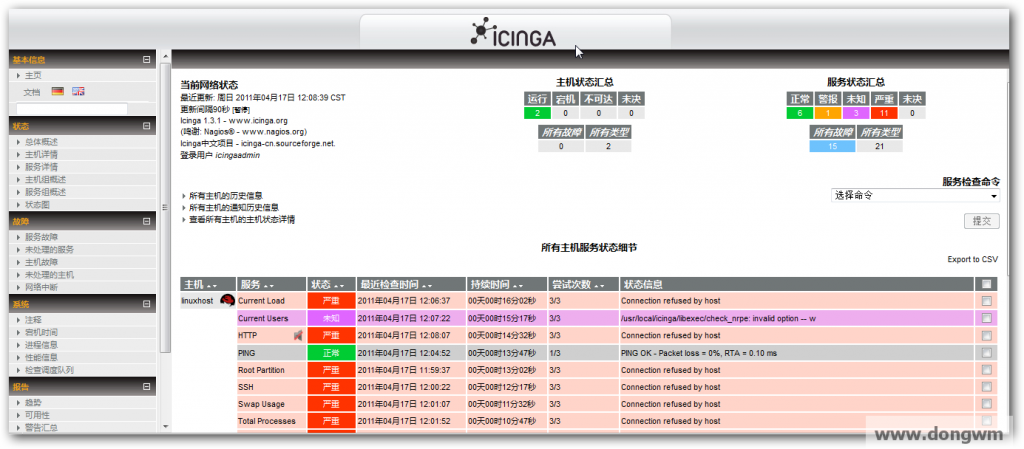 ICINGA
基本信息
主页
文档
状态
总体概述
主机详情
服务详情
主机组概述
服务组概述
状态图
故障
服务故障
未处理的服务
主机故障
未处理的主机
网络中断
系统
注释
宕机时间
进程信息
性能信息
检查调度队列
报告
趋势
可用性
警告汇总
当前网络状态
最近更新: 周日 2011年04月17日 12:08:39 CST
更新间隔90秒 [暂停]
Icinga 1.3.1 - www.icinga.org
(鸣谢: Nagios® - www.nagios.org)
Icinga中文项目 - icinga-cn.sourceforge.net.
登录用户 icingaadmin
主机状态汇总
运行 宕机 不可达 未决
2 0 0 0
所有故障 所有类型
0 2
服务状态汇总
正常 警报 未知 严重 未决
6 1 3 11 0
所有故障 所有类型
15 21
所有主机的历史信息
所有主机的通知历史信息
查看所有主机的主机状态详情
服务检查命令
选择命令
提交
所有主机服务状态细节
Export to CSV
主机 服务 状态 最近检查时间 持续时间 尝试次数 状态信息
linuxhost Current Load 严重 2011年04月17日 12:06:37 00天00时16分02秒 3/3 Connection refused by host
Current Users 未知 2011年04月17日 12:07:22 00天00时15分17秒 3/3 /usr/local/icinga/libexec/check_nrpe: invalid option -- w
HTTP 严重 2011年04月17日 12:08:07 00天00时14分32秒 3/3 Connection refused by host
PING 正常 2011年04月17日 12:04:52 00天00时13分47秒 1/3 PING OK - Packet loss = 0%, RTA = 0.10 ms
Root Partition 严重 2011年04月17日 11:59:37 00天00时13分02秒 3/3 Connection refused by host
SSH 严重 2011年04月17日 12:00:22 00天00时12分17秒 3/3 Connection refused by host
Swap Usage 严重 2011年04月17日 12:01:07 00天00时11分32秒 3/3 Connection refused by host
Total Processes 严重 2011年04月17日 12:01:52 00天00时10分47秒 3/3 Connection refused by host
www.dongwm